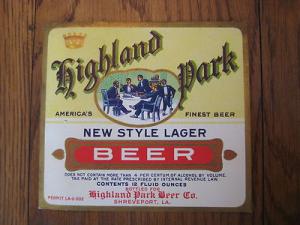 Highland Park
AMERICA'S FINEST BEER
NEW STYLE LAGER
BEER
DOES NOT CONTAIN MORE THAN 4 PER CENTUM OF ALCOHOL BY VOLUME.
TAX PAID AT THE RATE PRESCRIBED BY INTERNAL REVENUE LAW
CONTENTS 12 FLUID OUNCES
BOTTLED FOR
Highland Park Beer Co.
SHREVEPORT, LA.
PERMIT LA-U-